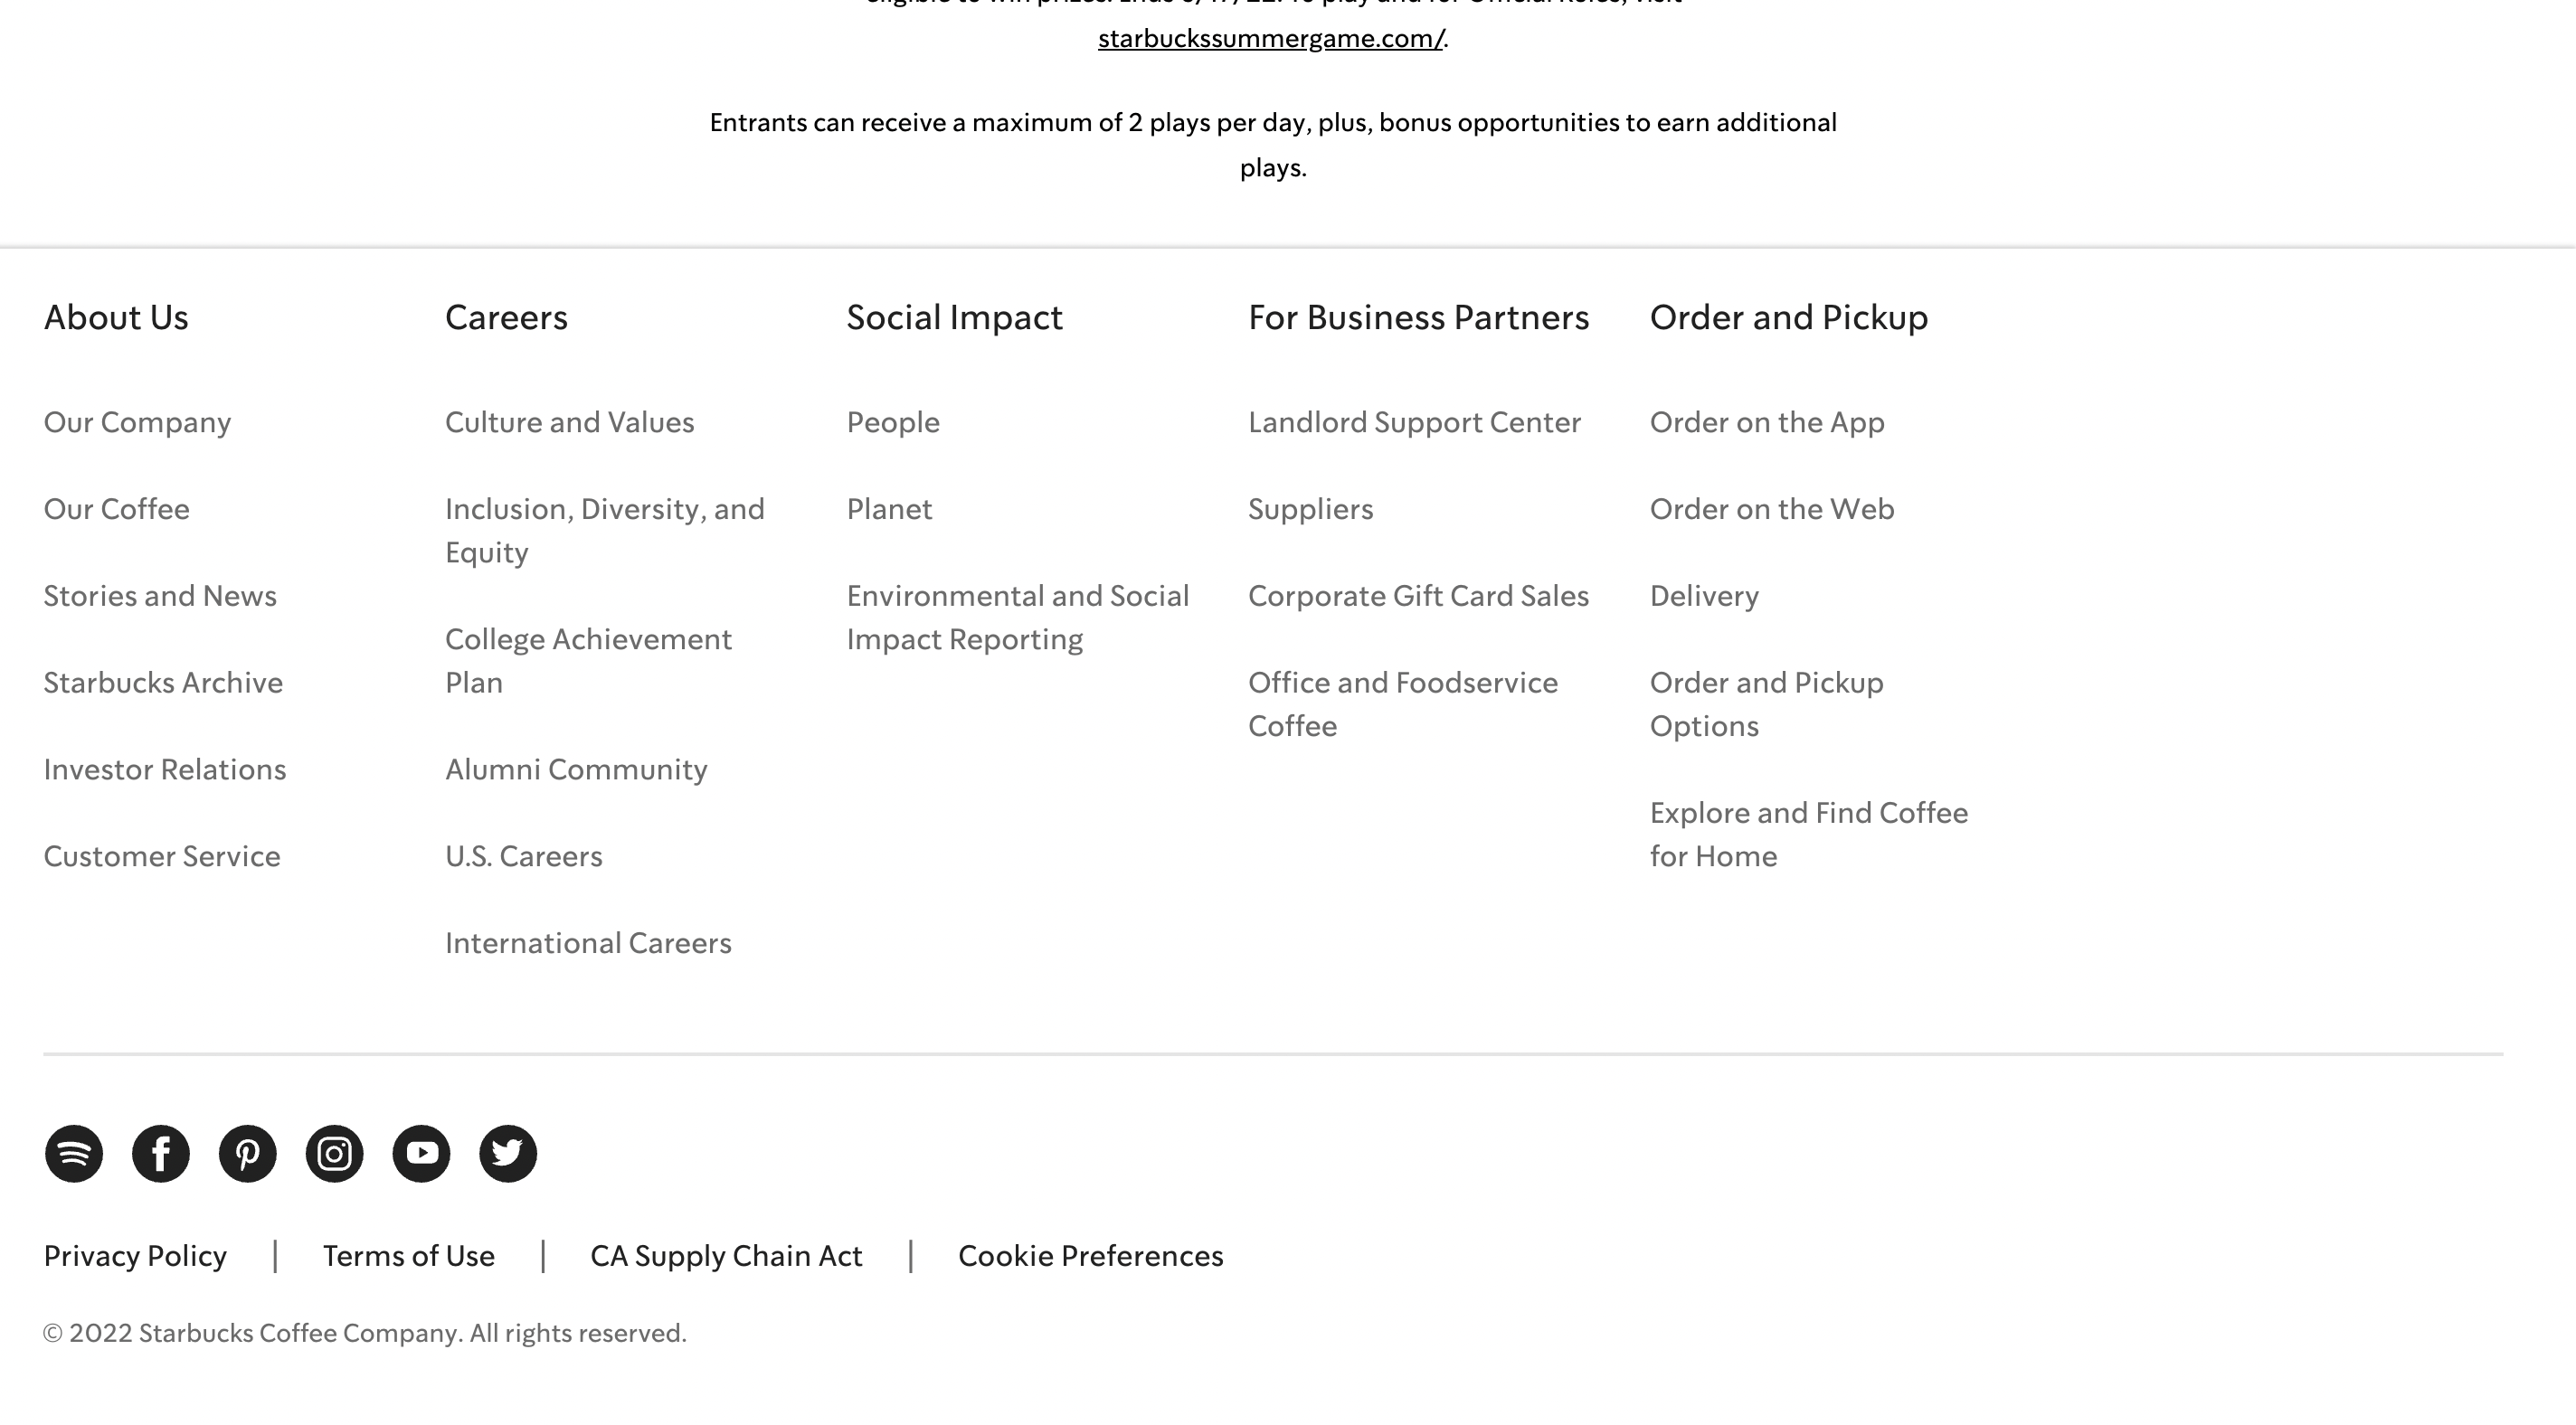 starbuckssummergame.com/.
Entrants can receive a maximum of 2 plays per day, plus, bonus opportunities to earn additional
plays.
About Us
Our Company
Our Coffee
Stories and News
Starbucks Archive
Investor Relations
Customer Service
Careers
Culture and Values
Inclusion, Diversity, and
Equity
College Achievement
Plan
Alumni Community
U.S. Careers
International Careers
Social Impact
People
Planet
Environmental and Social
Impact Reporting
For Business Partners
Landlord Support Center
Suppliers
Corporate Gift Card Sales
Office and Foodservice
Coffee
Order and Pickup
Order on the App
Order on the Web
Delivery
Order and Pickup
Options
Explore and Find Coffee
for Home
Privacy Policy | Terms of Use | CA Supply Chain Act | Cookie Preferences
© 2022 Starbucks Coffee Company. All rights reserved.